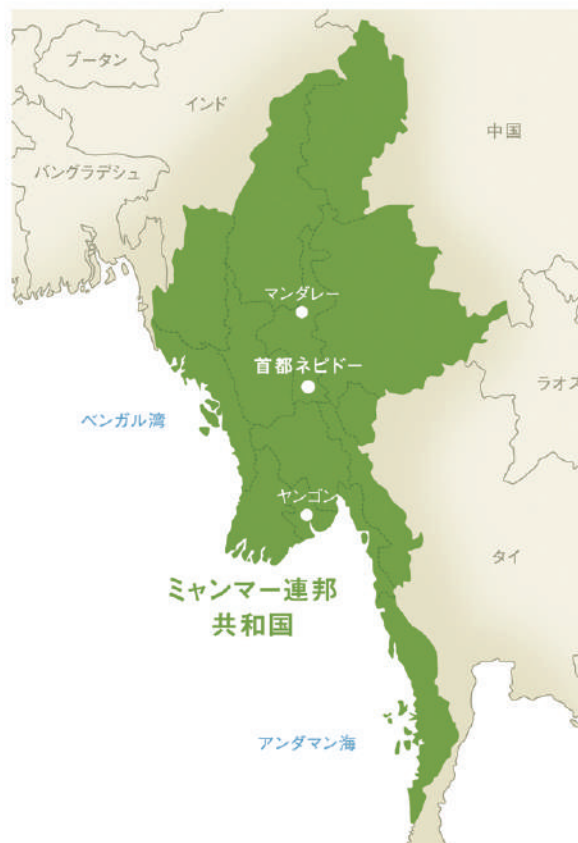 ブータン
インド
中国
バングラデシュ
マンダレー
首都ネピドー
ラオス
ベンガル湾
ヤンゴン
タイ
ミャンマー連邦
共和国
アンダマン海